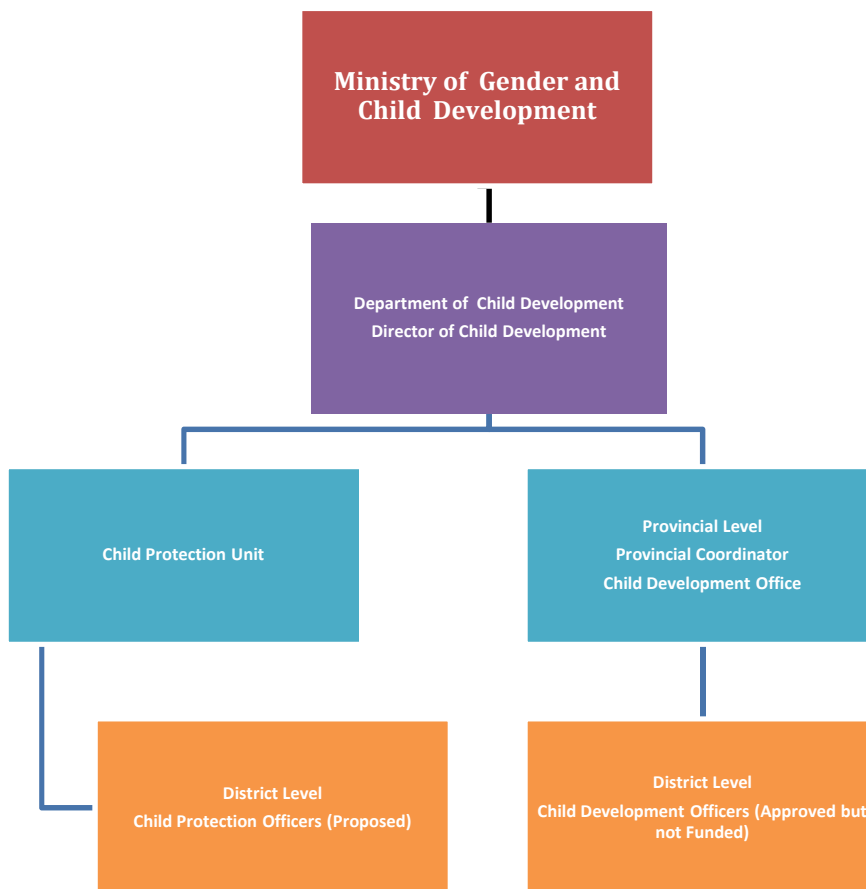 Ministry of Gender and
Child Development
Department of Child Development
Director of Child Development
Child Protection Unit
Provincial Level
Provincial Coordinator
Child Development Office
District Level
Child Protection Officers (Proposed)
District Level
Child Development Officers (Approved but
not Funded)